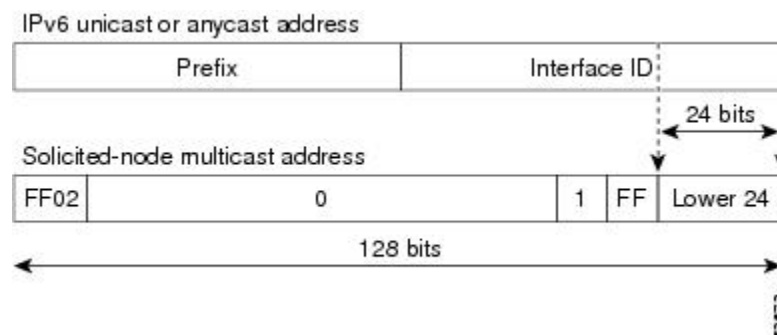 IPv6 unicast or anycast address
Prefix Interface ID
24 bits
Solicited-node multicast address
FF02 0 1 FF Lower 24
128 bits